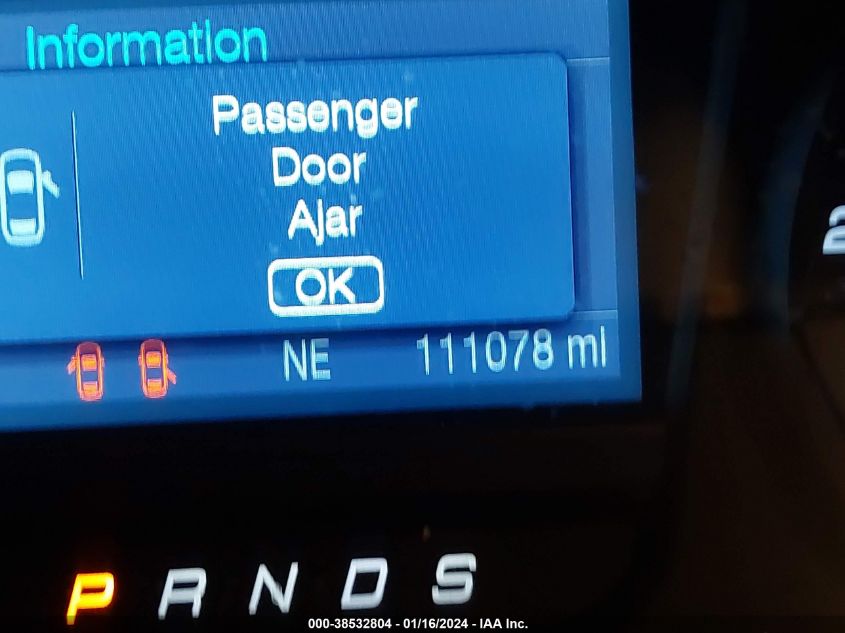 Information
Passenger
Door
Ajar
OK
NE 111078 mi
P R N D S
000-38532804 - 01/16/2024 - IAA Inc.